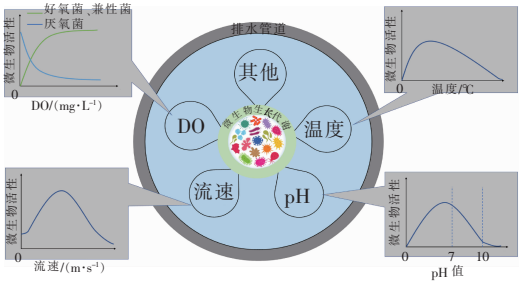 好氧菌、兼性菌
厌氧菌
微生物活性
0
DO/(mg·L⁻¹)
排水管道
微生物活性
0
温度/℃
其他
DO
温度
微生物生长代谢
流速
pH
微生物活性
0
流速/(m·s⁻¹)
微生物活性
0
7
10
pH 值